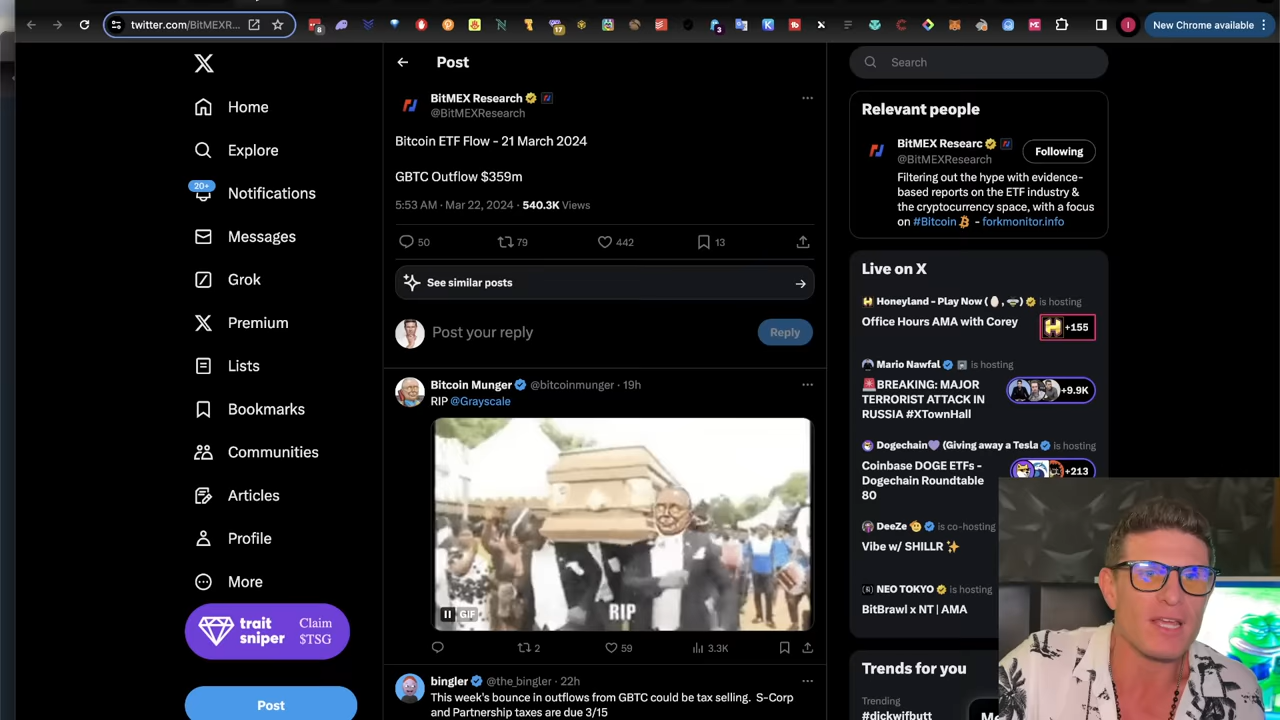 twitter.com/BitMEXR...
New Chrome available
8
17
3
I
Home
Explore
20+
Notifications
Messages
Grok
Premium
Lists
Bookmarks
Communities
Articles
Profile
More
trait
sniper
Claim
$TSG
Post
Post
BitMEX Research
@BitMEXResearch
Bitcoin ETF Flow - 21 March 2024
GBTC Outflow $359m
5:53 AM · Mar 22, 2024 · 540.3K Views
50
79
442
13
See similar posts
Post your reply
Reply
Bitcoin Munger @bitcoinmunger · 19h
RIP @Grayscale
RIP
GIF
2
59
3.3K
bingler @the_bingler · 22h
This week's bounce in outflows from GBTC could be tax selling. S-Corp
and Partnership taxes are due 3/15
Search
Relevant people
BitMEX Researc
@BitMEXResearch
Following
Filtering out the hype with evidence-
based reports on the ETF industry &
the cryptocurrency space, with a focus
on #Bitcoin - forkmonitor.info
Live on X
Honeyland - Play Now ( , ) is hosting
Office Hours AMA with Corey
+155
Mario Nawfal is hosting
BREAKING: MAJOR
TERRORIST ATTACK IN
RUSSIA #XTownHall
+9.9K
Dogechain (Giving away a Tesla is hosting
Coinbase DOGE ETFs -
Dogechain Roundtable
80
+213
DeeZe is co-hosting
Vibe w/ SHILLR
NEO TOKYO is hosting
BitBrawl x NT | AMA
Trends for you
Trending
#dickwifbutt